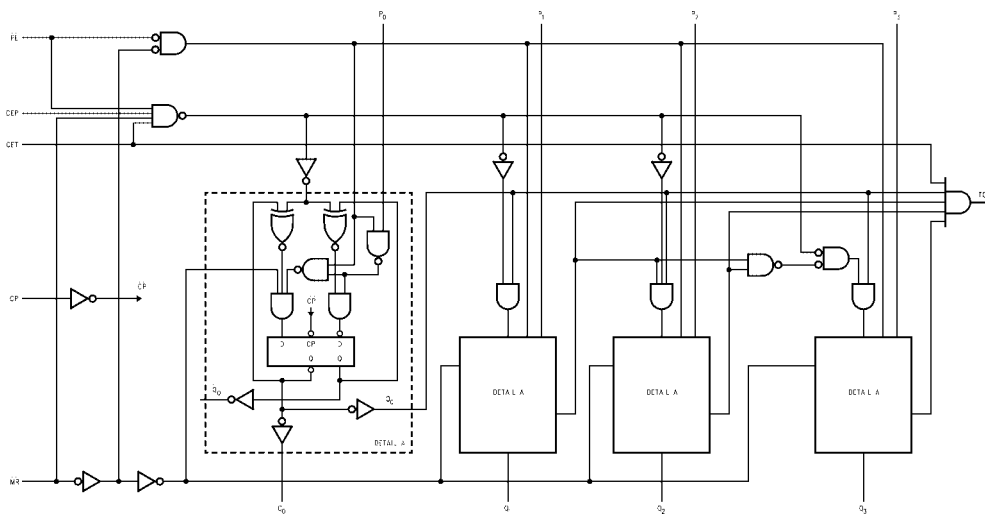 P0
P1
P2
P3
PE
CEP
CET
TC
CP
CP
CP
D
CP
D
Q
Q
Q0
Q0
DETAIL A
DETAIL A
DETAIL A
DETAIL A
MR
Q0
Q2
Q3